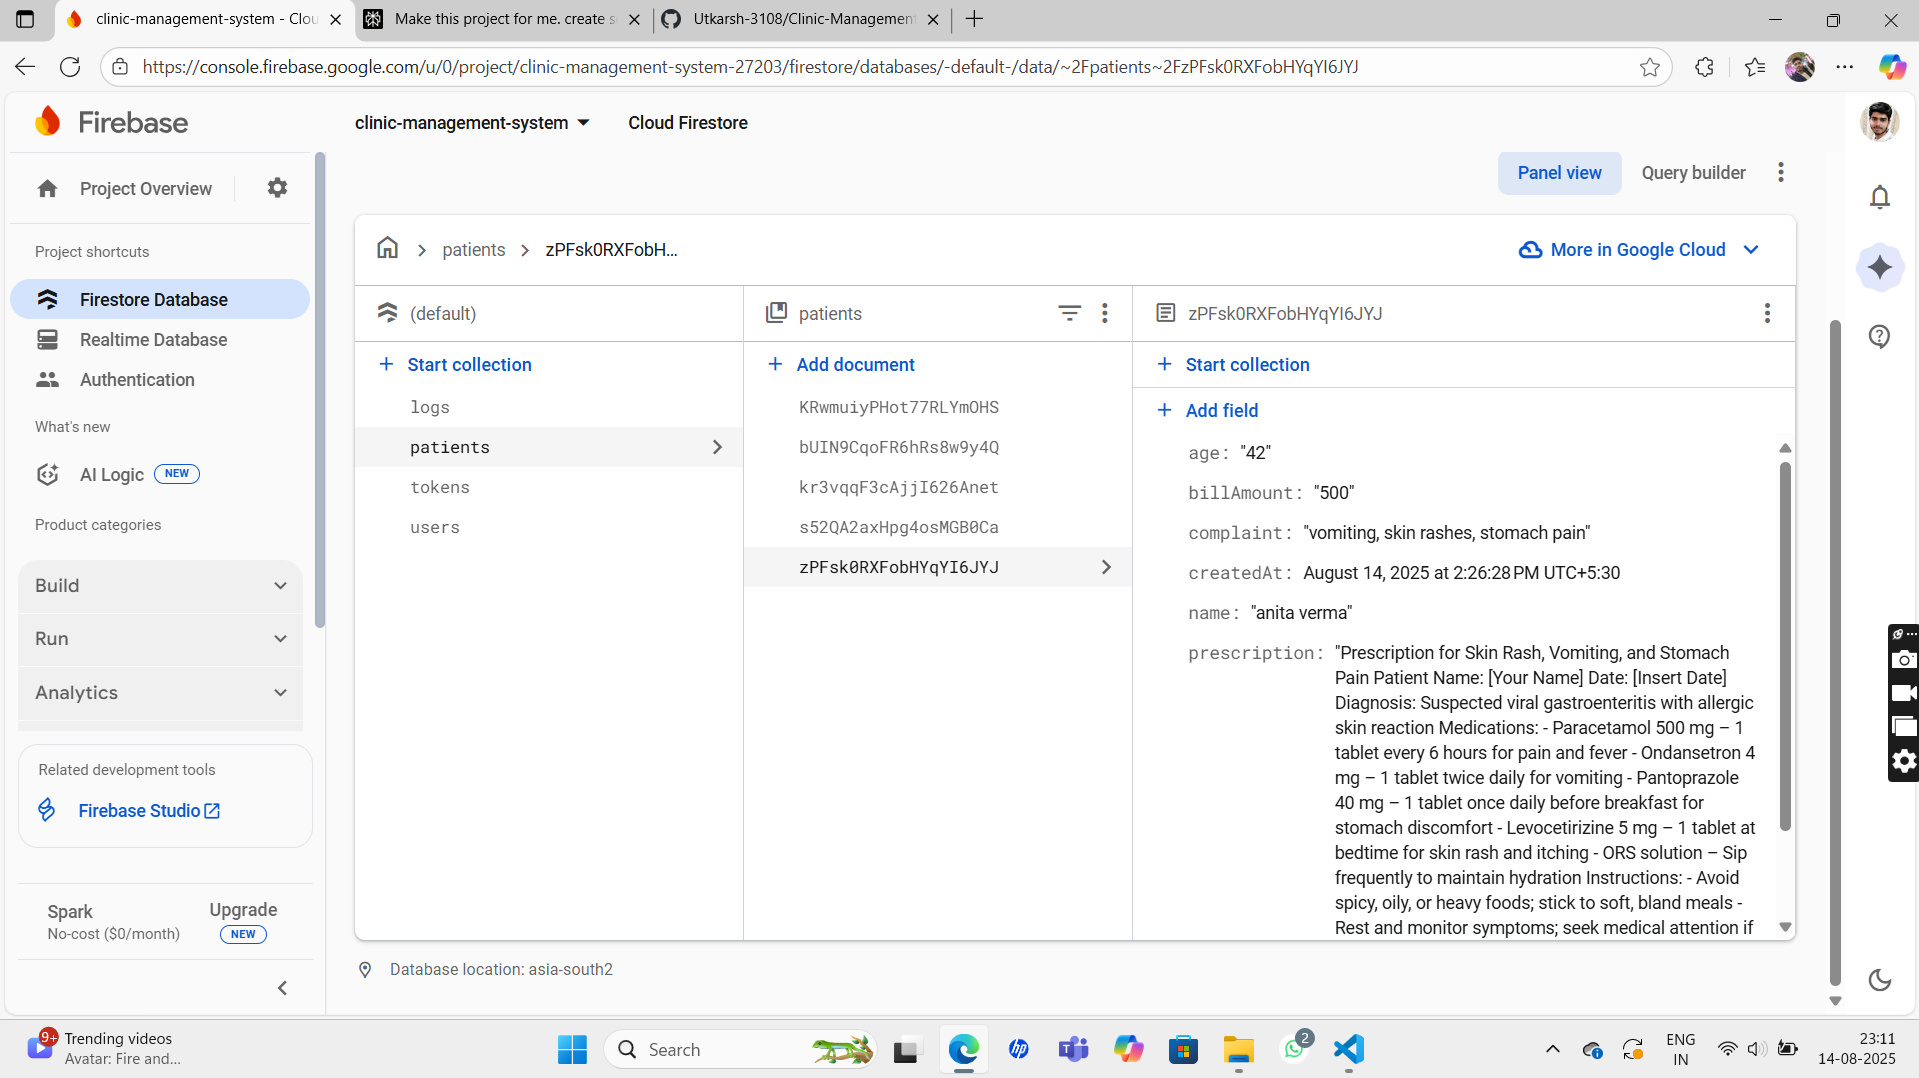 clinic-management-system - Clou
Make this project for me. create s
Utkarsh-3108/Clinic-Management
https://console.firebase.google.com/u/0/project/clinic-management-system-27203/firestore/databases/-default-/data/~2Fpatients~2FzPFsk0RXFobHYqYI6JYJ
Firebase
clinic-management-system
Cloud Firestore
Project Overview
Panel view
Query builder
Project shortcuts
patients
zPFsk0RXFobH...
More in Google Cloud
Firestore Database
Realtime Database
Authentication
What's new
AI Logic
NEW
Product categories
Build
Run
Analytics
Related development tools
Firebase Studio
Spark
No-cost ($0/month)
Upgrade
NEW
(default)
Start collection
logs
patients
tokens
users
patients
Add document
KRwmuiyPHot77RLYmOHS
bUIN9CqoFR6hRs8w9y4Q
kr3vqqF3cAjjI626Anet
s52QA2axHpg4osMGB0Ca
zPFsk0RXFobHYqYI6JYJ
zPFsk0RXFobHYqYI6JYJ
Start collection
Add field
age: "42"
billAmount: "500"
complaint: "vomiting, skin rashes, stomach pain"
createdAt: August 14, 2025 at 2:26:28 PM UTC+5:30
name: "anita verma"
prescription: "Prescription for Skin Rash, Vomiting, and Stomach
Pain Patient Name: [Your Name] Date: [Insert Date]
Diagnosis: Suspected viral gastroenteritis with allergic
skin reaction Medications: - Paracetamol 500 mg – 1
tablet every 6 hours for pain and fever - Ondansetron 4
mg – 1 tablet twice daily for vomiting - Pantoprazole
40 mg – 1 tablet once daily before breakfast for
stomach discomfort - Levocetirizine 5 mg – 1 tablet at
bedtime for skin rash and itching - ORS solution – Sip
frequently to maintain hydration Instructions: - Avoid
spicy, oily, or heavy foods; stick to soft, bland meals -
Rest and monitor symptoms; seek medical attention if
Database location: asia-south2
9+
Trending videos
Avatar: Fire and...
Search
hp
2
ENG
IN
23:11
14-08-2025